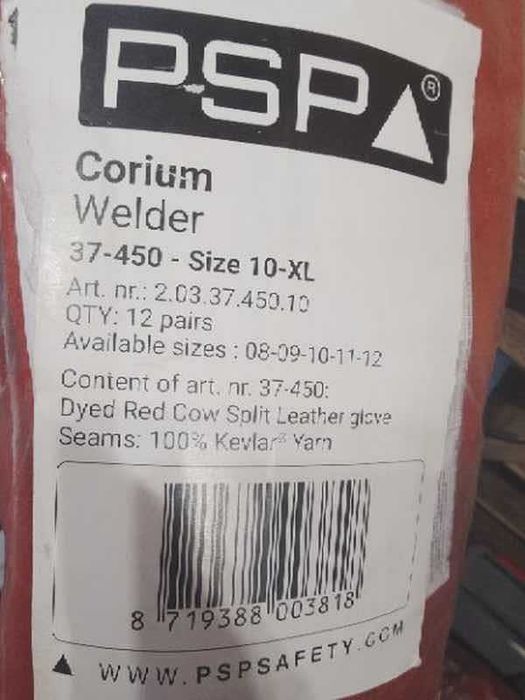 PSP ®
Corium
Welder
37-450 - Size 10-XL
Art. nr.: 2.03.37.450.10
QTY: 12 pairs
Available sizes : 08-09-10-11-12
Content of art. nr. 37-450:
Dyed Red Cow Split Leather glove
Seams: 100% Kevlar® Yarn
8 719388 003818
WWW.PSPSAFETY.COM